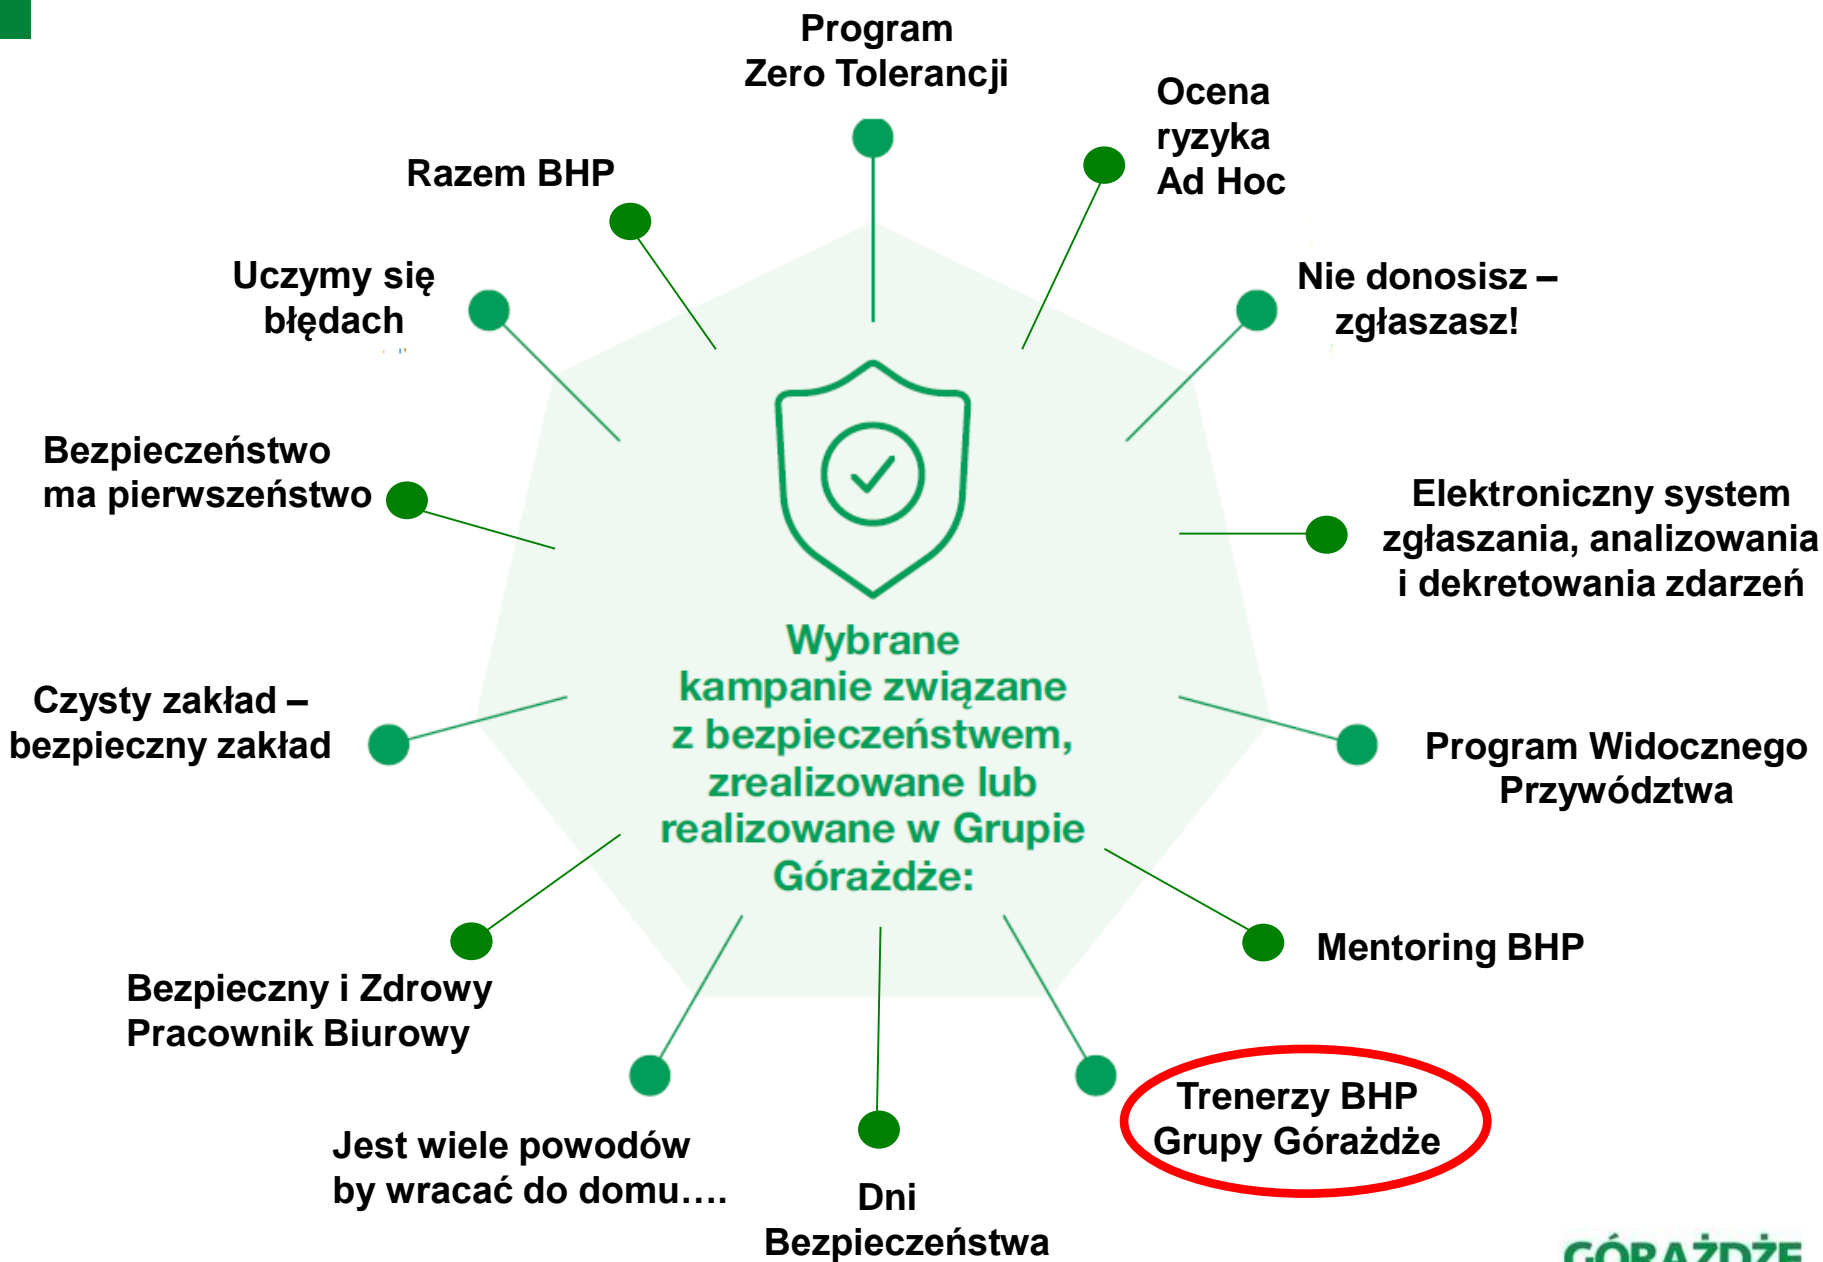 Program
Zero Tolerancji
Ocena
ryzyka
Ad Hoc
Razem BHP
Uczymy się
błędach
Nie donosisz –
zgłaszasz!
Bezpieczeństwo
ma pierwszeństwo
Elektroniczny system
zgłaszania, analizowania
i dekretowania zdarzeń
Wybrane
kampanie związane
z bezpieczeństwem,
zrealizowane lub
realizowane w Grupie
Górażdże:
Czysty zakład –
bezpieczny zakład
Program Widocznego
Przywództwa
Mentoring BHP
Bezpieczny i Zdrowy
Pracownik Biurowy
Trenerzy BHP
Grupy Górażdże
Jest wiele powodów
by wracać do domu….
Dni
Bezpieczeństwa
GÓRAŻDŻE